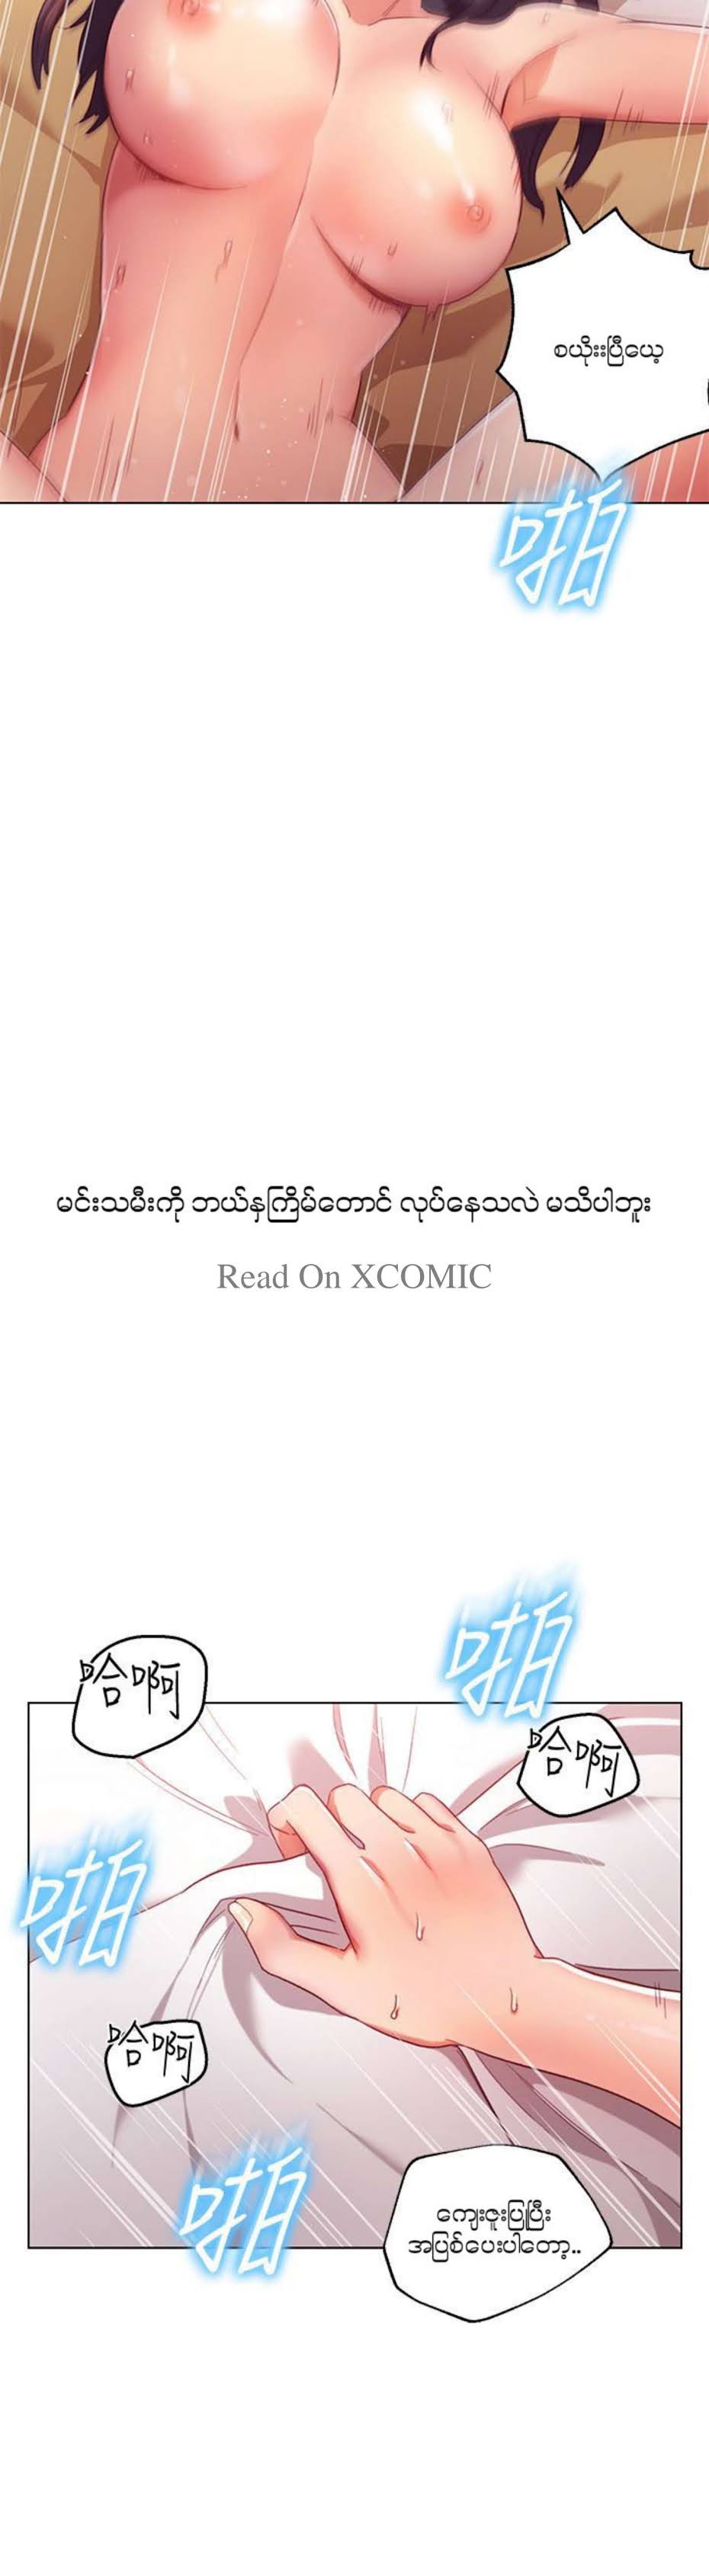 စယိုးပြီယေ့
啪
မင်းသမီးကို ဘယ်နှကြိမ်တောင် လုပ်နေသလဲ မသိပါဘူး
Read On XCOMIC
啪
哈啊
哈啊
啪
哈啊
啪
ကျေးဇူးပြုပြီး
အပြစ်ပေးပါတော့..